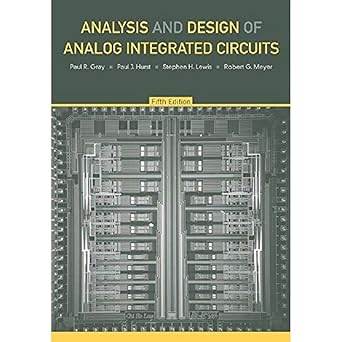 ANALYSIS AND DESIGN OF
ANALOG INTEGRATED CIRCUITS
Paul R. Gray • Paul J. Hurst • Stephen H. Lewis • Robert G. Meyer
Fifth Edition